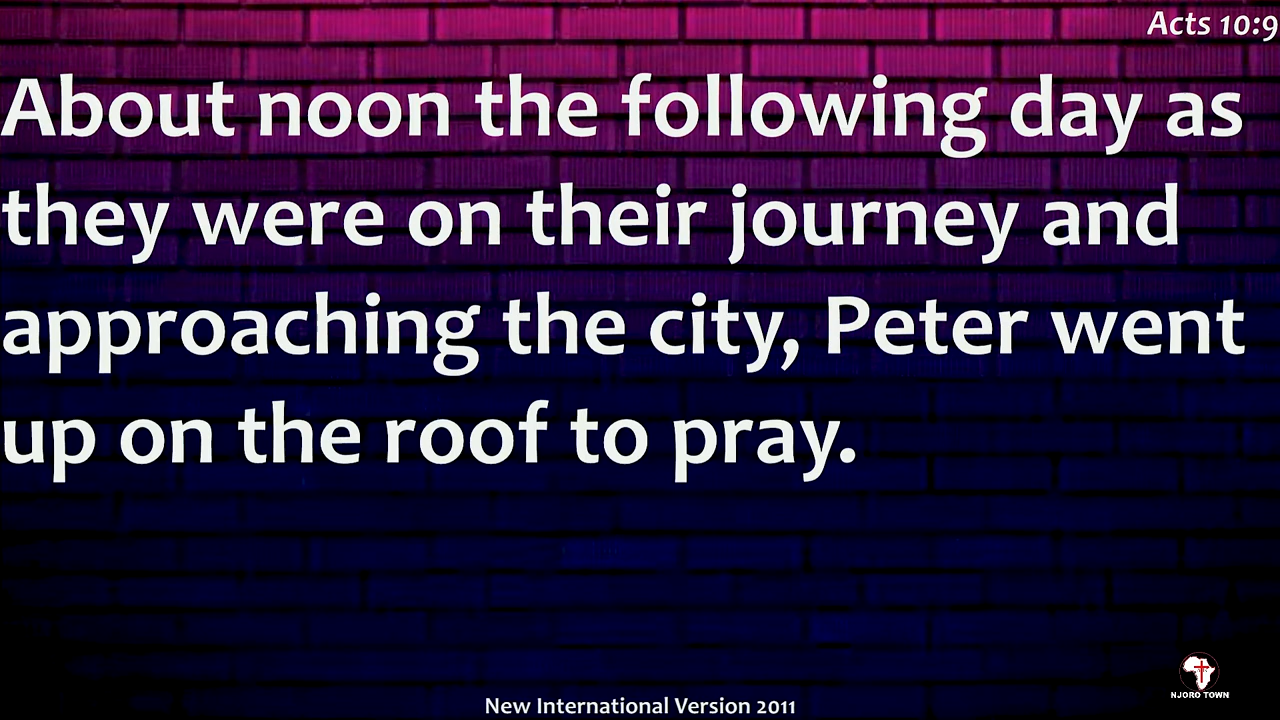 Acts 10:9
About noon the following day as
they were on their journey and
approaching the city, Peter went
up on the roof to pray.
NJORO TOWN
New International Version 2011